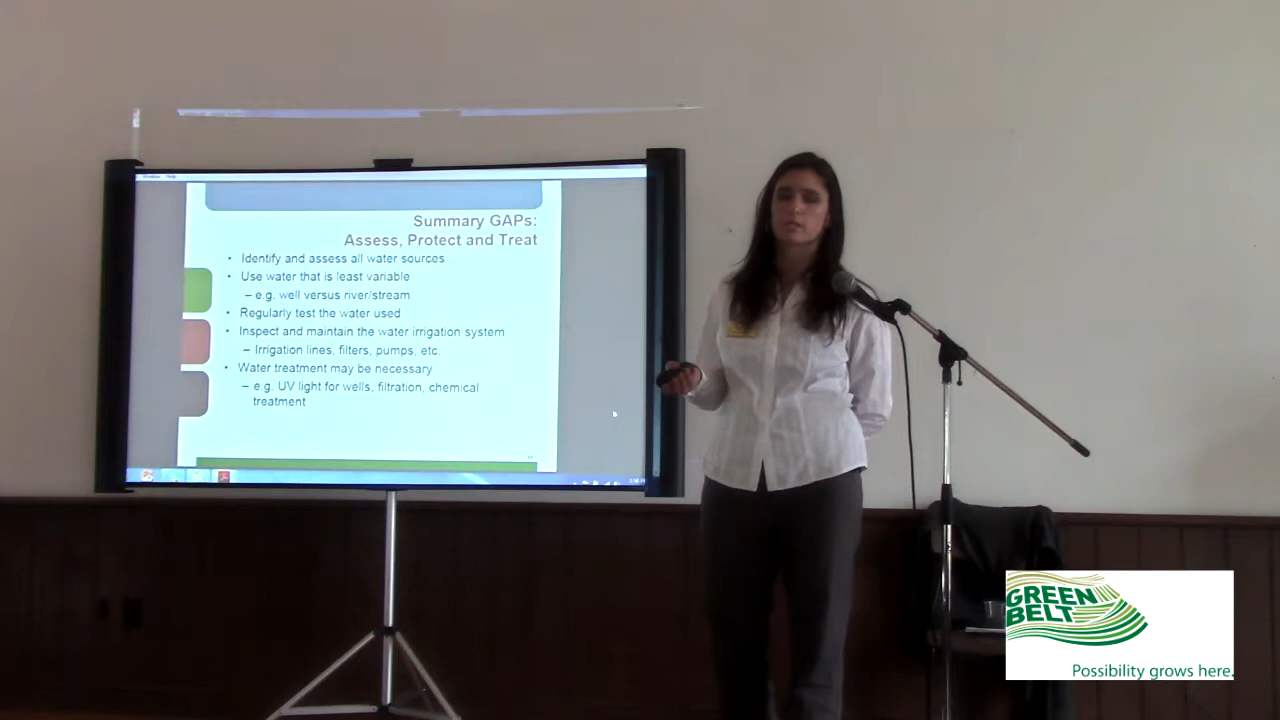 Window Help
Summary GAPs:
Assess, Protect and Treat
• Identify and assess all water sources
• Use water that is least variable
– e.g. well versus river/stream
• Regularly test the water used
• Inspect and maintain the water irrigation system
– Irrigation lines, filters, pumps, etc.
• Water treatment may be necessary
– e.g. UV light for wells, filtration, chemical
treatment
GREEN
BELT
Possibility grows here.